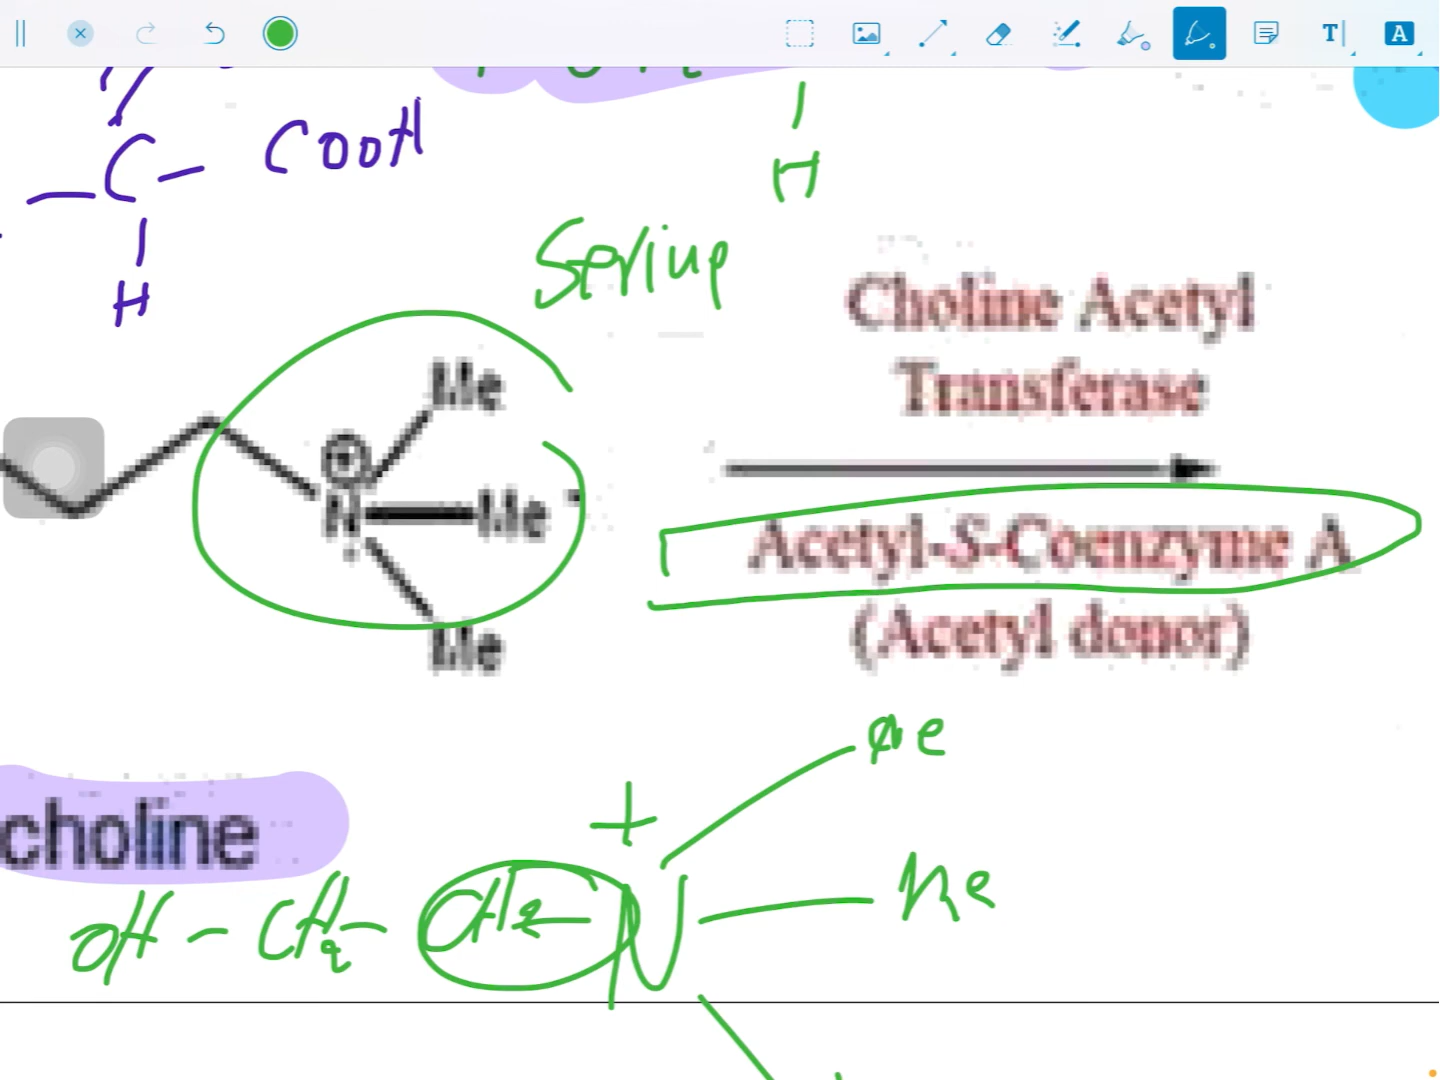 C - COOH
H
H
Serine
Choline Acetyl
Transferase
Me
⊕
N
Me
Me
Acetyl-S-Coenzyme A
(Acetyl donor)
choline
OH - CH2 - CH2 - N
+
Me
Me